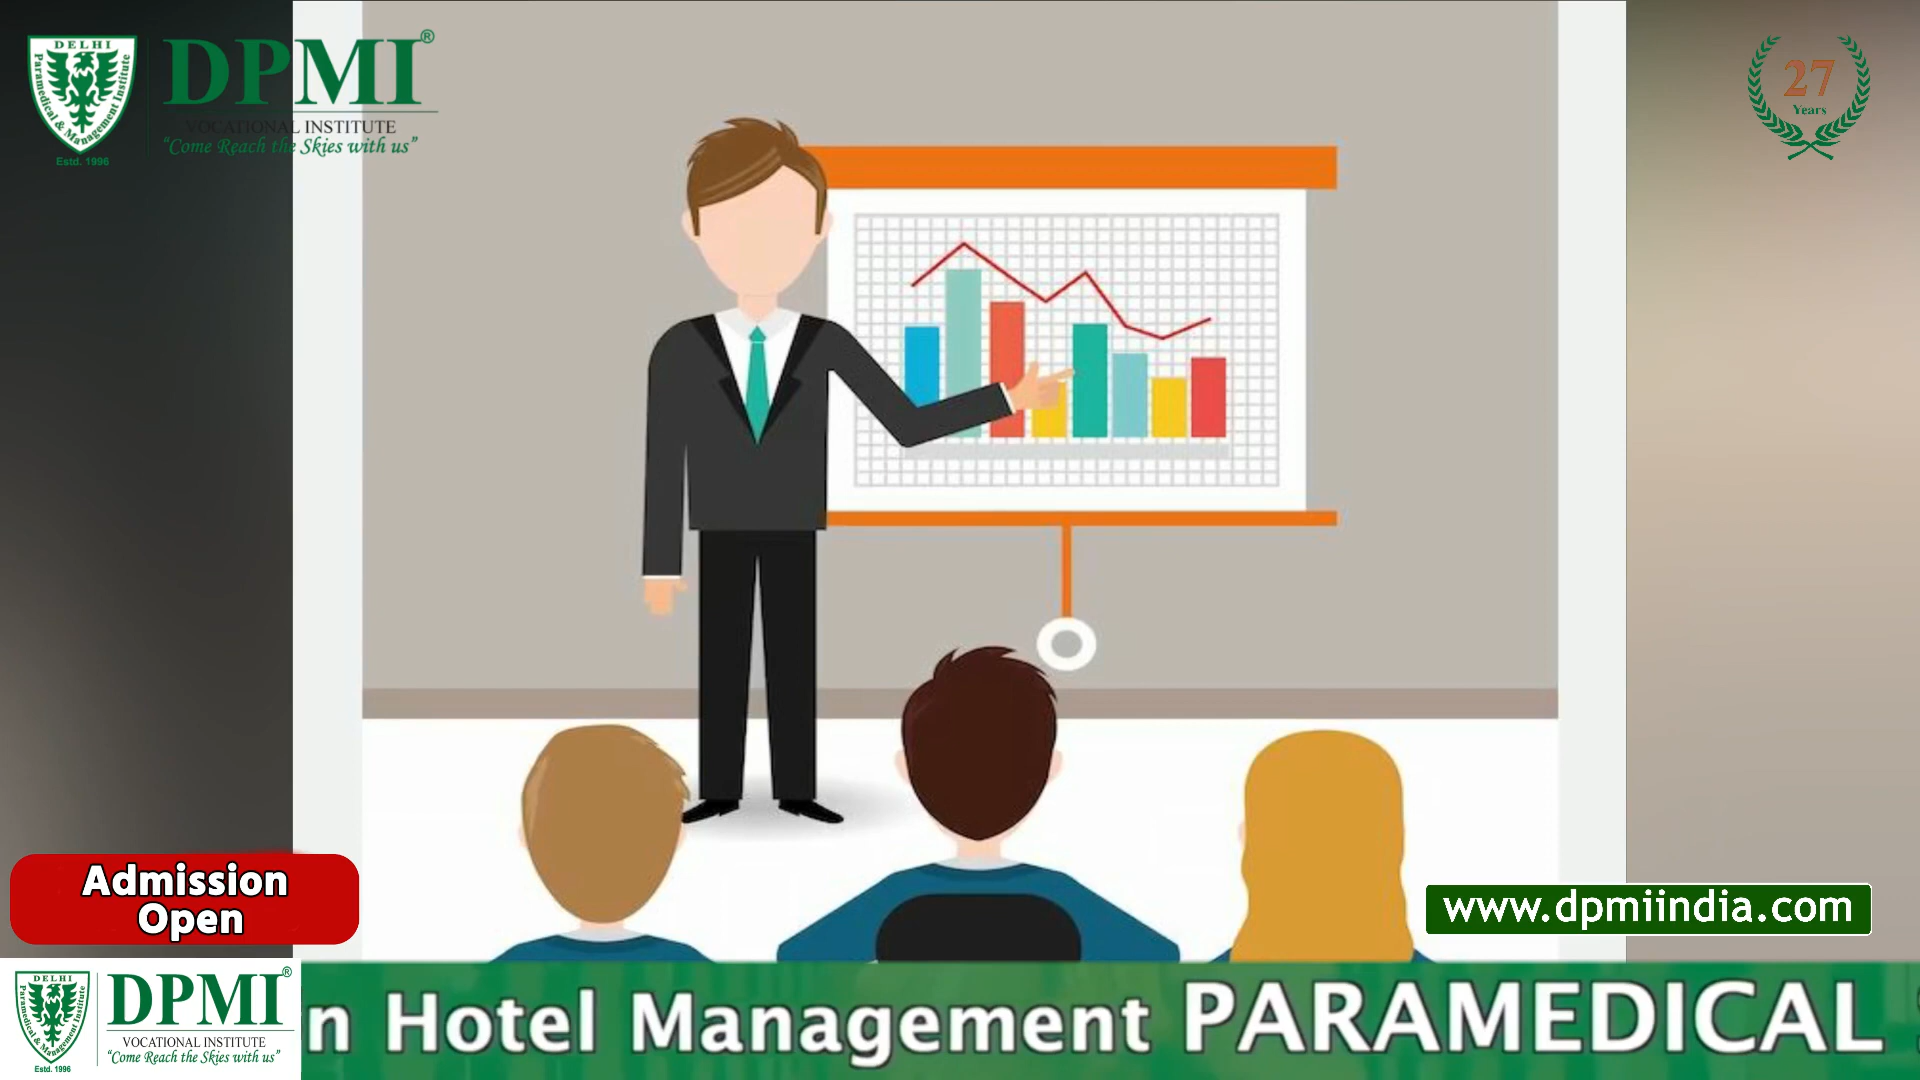 DELHI
Paramedical & Management Institute
Estd. 1996
DPMI®
VOCATIONAL INSTITUTE
"Come Reach the Skies with us"
27
Years
Admission
Open
www.dpmiindia.com
DELHI
Paramedical & Management Institute
Estd. 1996
DPMI®
VOCATIONAL INSTITUTE
"Come Reach the Skies with us"
n Hotel Management PARAMEDICAL